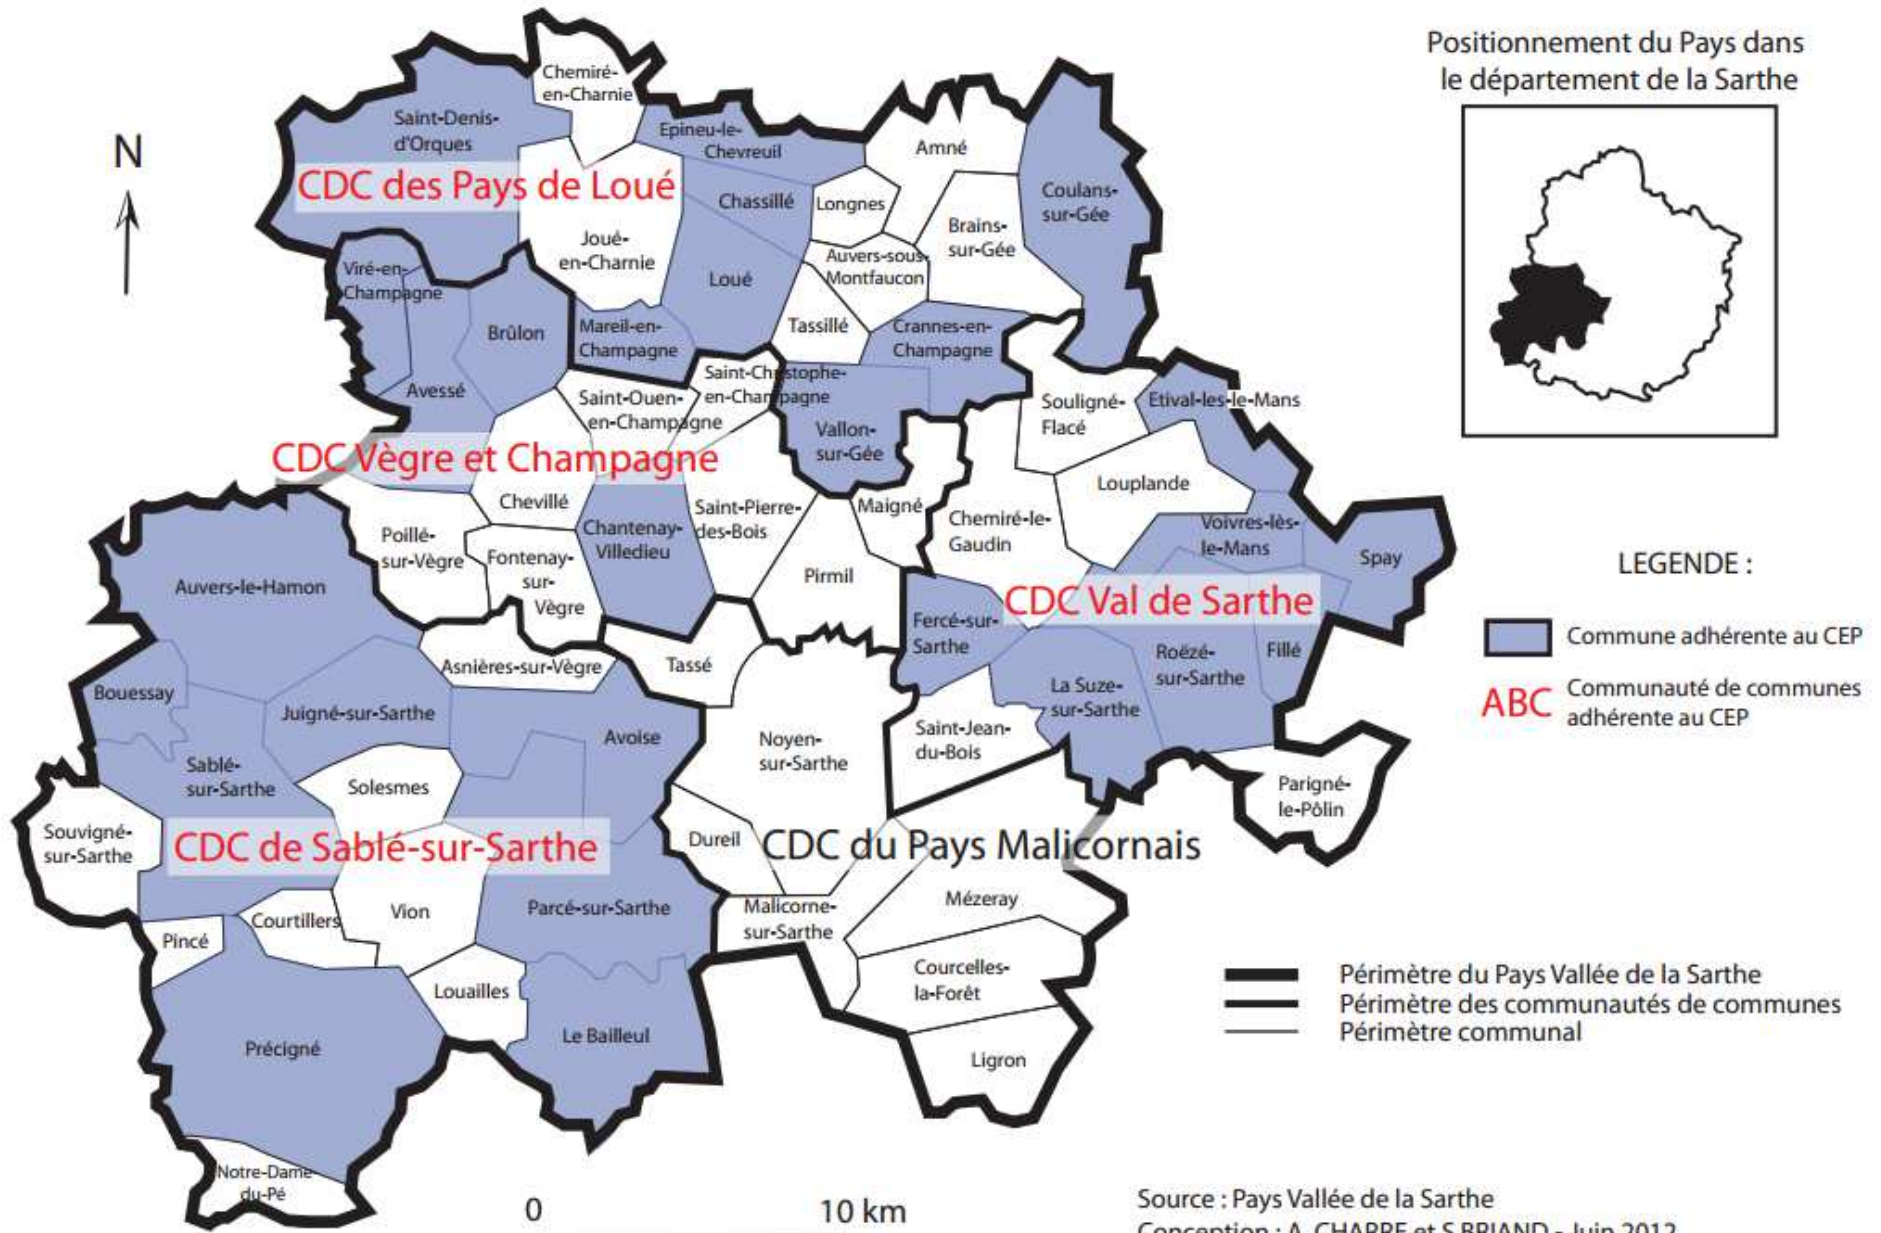 Positionnement du Pays dans
le département de la Sarthe
N
Chemiré-
en-Charnie
Saint-Denis-
d'Orques
Epineu-le-
Chevreuil
Amné
CDC des Pays de Loué
Chassillé
Longnes
Coulans-
sur-Gée
Brains-
sur-Gée
Joué-
en-Charnie
Auvers-sous-
Montfaucon
Viré-en-
Champagne
Loué
Brûlon
Mareil-en-
Champagne
Tassillé
Crannes-en-
Champagne
Avessé
Saint-Christophe-
en-Champagne
Saint-Ouen-
en-Champagne
Souligné-
Flacé
Etival-les-le-Mans
Vallon-
sur-Gée
CDC Vègre et Champagne
Chevillé
Louplande
Poillé-
sur-Vègre
Chantenay-
Villedieu
Saint-Pierre-
des-Bois
Maigné
Chemiré-le-
Gaudin
Voivres-lès-
le-Mans
Spay
Fontenay-
sur-
Vègre
Pirmil
Auvers-le-Hamon
CDC Val de Sarthe
Fercé-sur-
Sarthe
Asnières-sur-Vègre
Tassé
Roëzé-
sur-Sarthe
Fillé
Bouessay
Juigné-sur-Sarthe
La Suze-
sur-Sarthe
Avoise
Noyen-
sur-Sarthe
Saint-Jean-
du-Bois
Sablé-
sur-Sarthe
Solesmes
Parigné-
le-Pôlin
Souvigné-
sur-Sarthe
CDC de Sablé-sur-Sarthe
Dureil
CDC du Pays Malicornais
Courtillers
Vion
Parcé-sur-Sarthe
Malicorne-
sur-Sarthe
Mézeray
Pincé
Louailles
Courcelles-
la-Forêt
Précigné
Le Bailleul
Ligron
Notre-Dame-
du-Pé
LEGENDE :
Commune adhérente au CEP
ABC
Communauté de communes
adhérente au CEP
Périmètre du Pays Vallée de la Sarthe
Périmètre des communautés de communes
Périmètre communal
0 10 km
Source : Pays Vallée de la Sarthe
Conception : A. CHARRE et S.BRIAND - Juin 2012